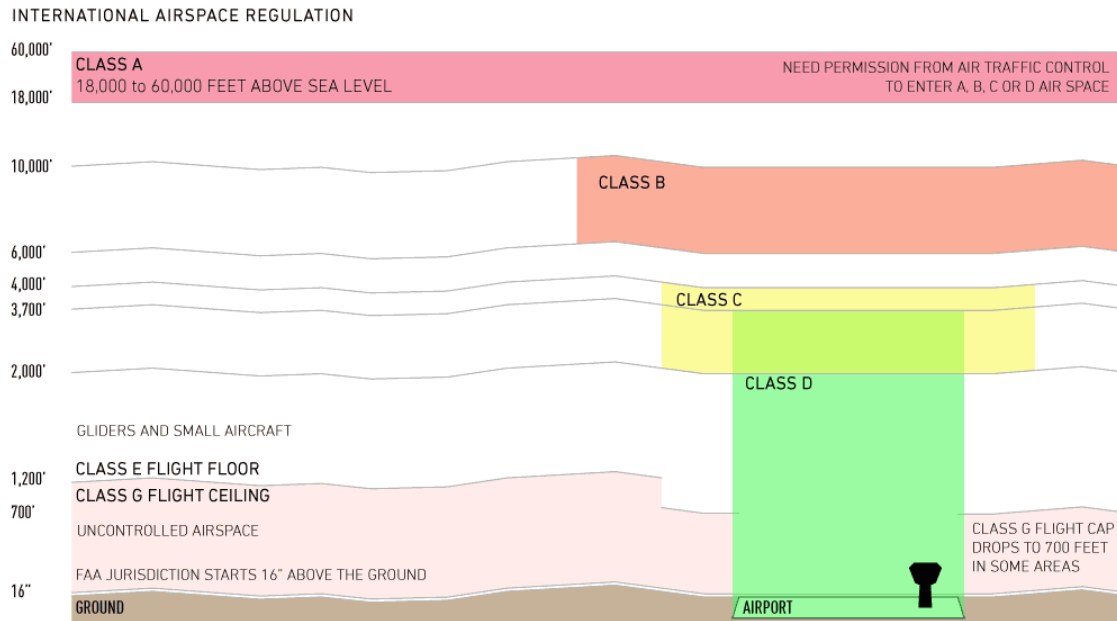 INTERNATIONAL AIRSPACE REGULATION
60,000'
CLASS A
18,000 to 60,000 FEET ABOVE SEA LEVEL
NEED PERMISSION FROM AIR TRAFFIC CONTROL
TO ENTER A, B, C OR D AIR SPACE
18,000'
10,000'
CLASS B
6,000'
4,000'
CLASS C
3,700'
2,000'
CLASS D
GLIDERS AND SMALL AIRCRAFT
CLASS E FLIGHT FLOOR
1,200'
CLASS G FLIGHT CEILING
700'
UNCONTROLLED AIRSPACE
CLASS G FLIGHT CAP
DROPS TO 700 FEET
IN SOME AREAS
FAA JURISDICTION STARTS 16" ABOVE THE GROUND
16"
GROUND
AIRPORT